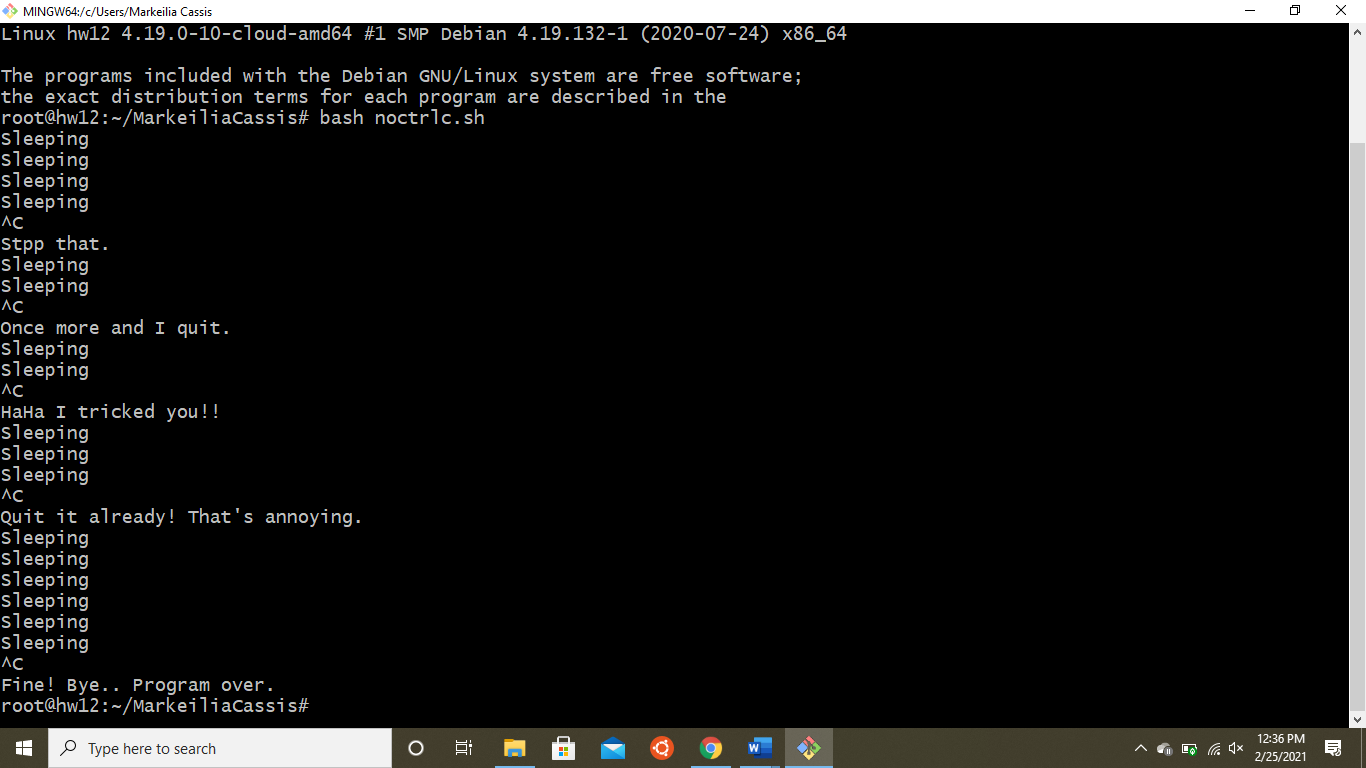 MINGW64:/c/Users/Markeilia Cassis
Linux hw12 4.19.0-10-cloud-amd64 #1 SMP Debian 4.19.132-1 (2020-07-24) x86_64
The programs included with the Debian GNU/Linux system are free software;
the exact distribution terms for each program are described in the
root@hw12:~/MarkeiliaCassis# bash noctrlc.sh
Sleeping
Sleeping
Sleeping
Sleeping
^C
Stpp that.
Sleeping
Sleeping
^C
Once more and I quit.
Sleeping
Sleeping
^C
HaHa I tricked you!!
Sleeping
Sleeping
Sleeping
^C
Quit it already! That's annoying.
Sleeping
Sleeping
Sleeping
Sleeping
Sleeping
Sleeping
^C
Fine! Bye.. Program over.
root@hw12:~/MarkeiliaCassis#
Type here to search
12:36 PM
2/25/2021